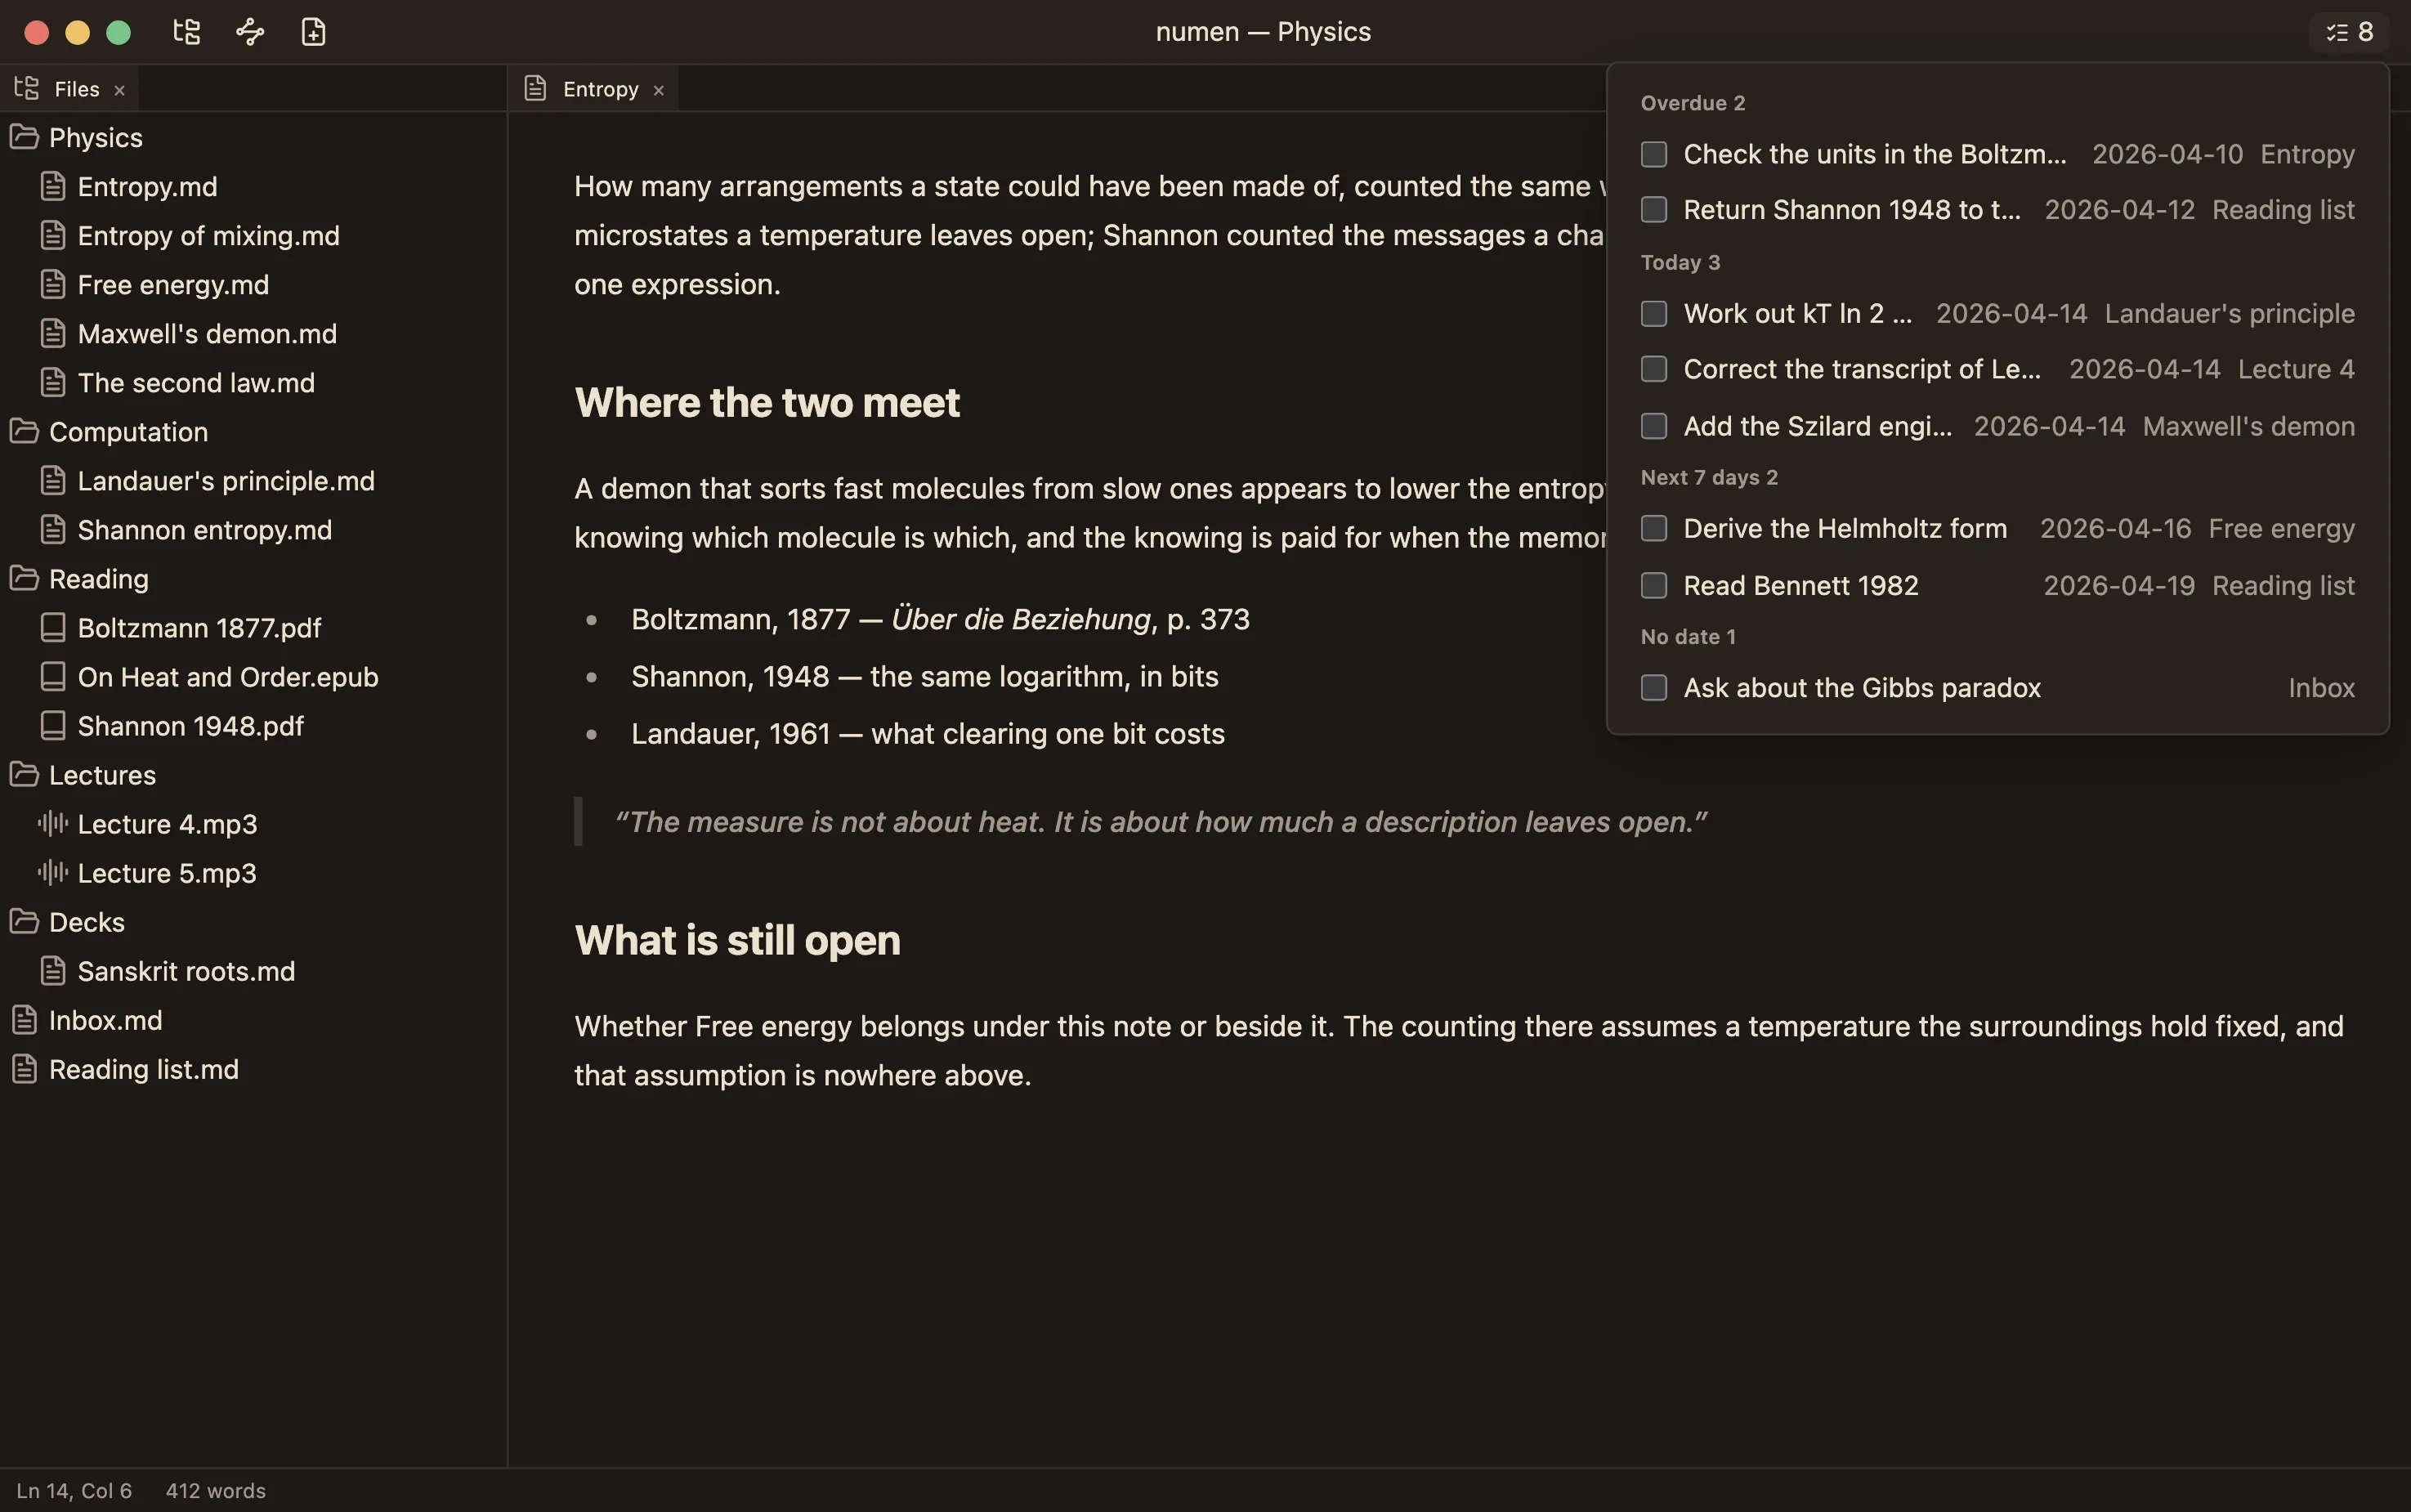 numen — Physics
8
Files ×
Entropy ×
Physics
Entropy.md
Entropy of mixing.md
Free energy.md
Maxwell's demon.md
The second law.md
Computation
Landauer's principle.md
Shannon entropy.md
Reading
Boltzmann 1877.pdf
On Heat and Order.epub
Shannon 1948.pdf
Lectures
Lecture 4.mp3
Lecture 5.mp3
Decks
Sanskrit roots.md
Inbox.md
Reading list.md
How many arrangements a state could have been made of, counted the same
microstates a temperature leaves open; Shannon counted the messages a cha
one expression.
Where the two meet
A demon that sorts fast molecules from slow ones appears to lower the entrop
knowing which molecule is which, and the knowing is paid for when the memor
• Boltzmann, 1877 — Über die Beziehung, p. 373
• Shannon, 1948 — the same logarithm, in bits
• Landauer, 1961 — what clearing one bit costs
“The measure is not about heat. It is about how much a description leaves open.”
What is still open
Whether Free energy belongs under this note or beside it. The counting there assumes a temperature the surroundings hold fixed, and
that assumption is nowhere above.
Overdue 2
Check the units in the Boltzm... 2026-04-10 Entropy
Return Shannon 1948 to t... 2026-04-12 Reading list
Today 3
Work out kT ln 2 ... 2026-04-14 Landauer's principle
Correct the transcript of Le... 2026-04-14 Lecture 4
Add the Szilard engi... 2026-04-14 Maxwell's demon
Next 7 days 2
Derive the Helmholtz form 2026-04-16 Free energy
Read Bennett 1982 2026-04-19 Reading list
No date 1
Ask about the Gibbs paradox Inbox
Ln 14, Col 6 412 words